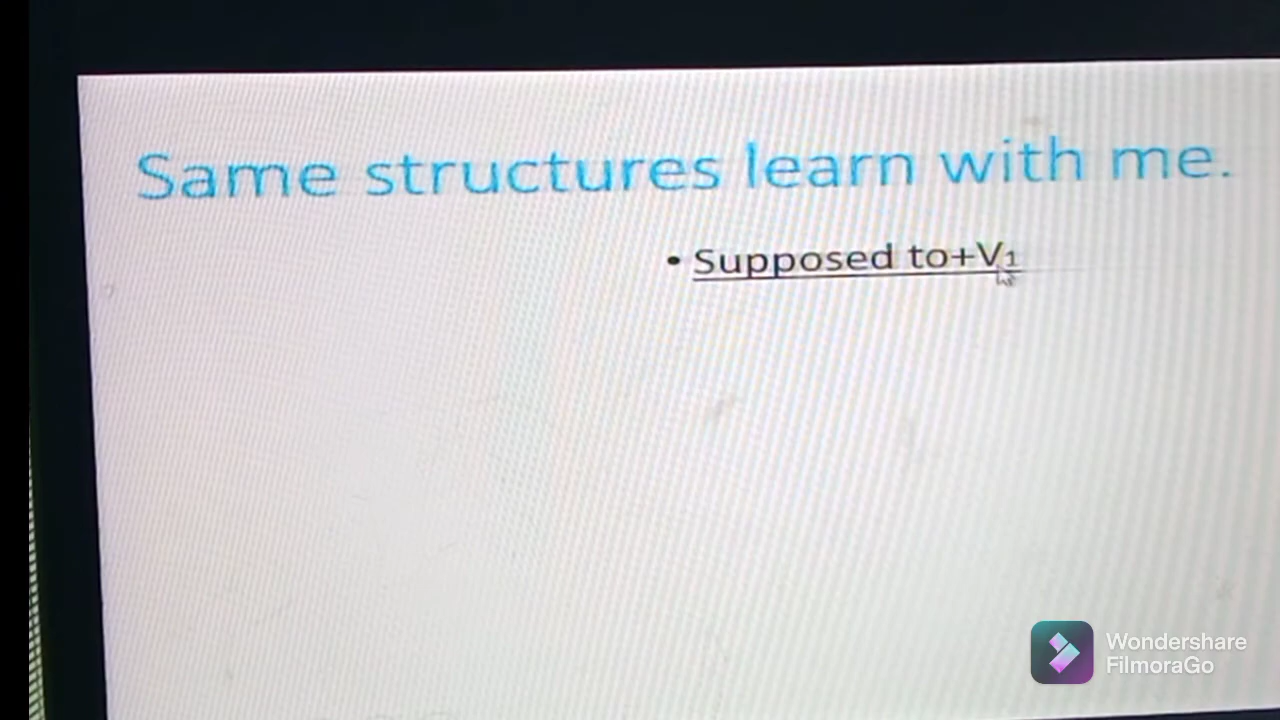 Same structures learn with me.
• Supposed to+V1
Wondershare
FilmoraGo